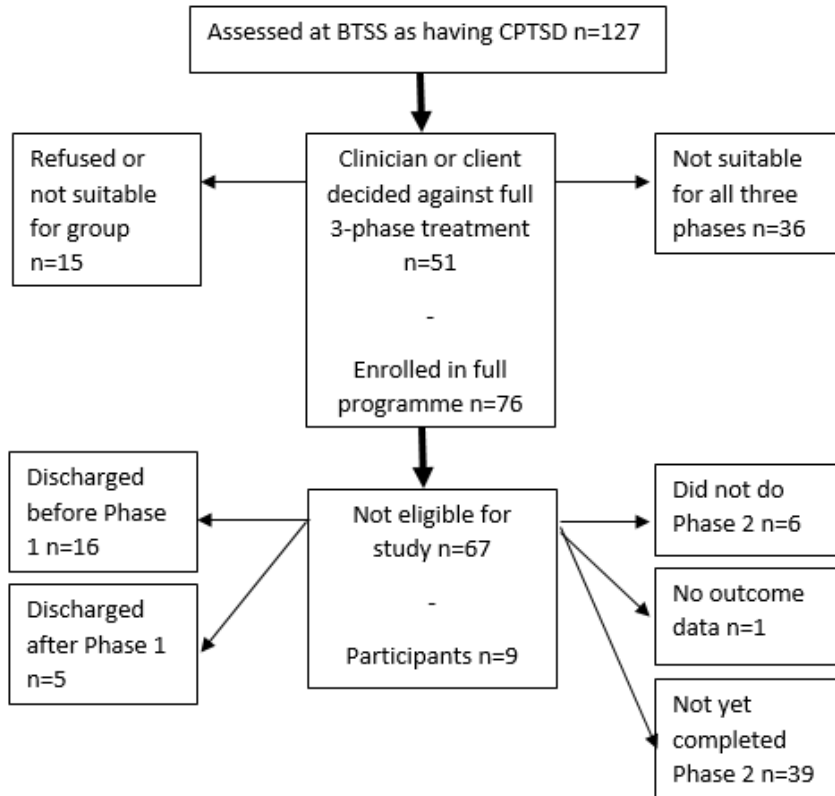 Assessed at BTSS as having CPTSD n=127
Refused or
not suitable
for group
n=15
Clinician or client
decided against full
3-phase treatment
n=51
-
Enrolled in full
programme n=76
Not suitable
for all three
phases n=36
Discharged
before Phase
1 n=16
Discharged
after Phase 1
n=5
Not eligible for
study n=67
-
Participants n=9
Did not do
Phase 2 n=6
No outcome
data n=1
Not yet
completed
Phase 2 n=39